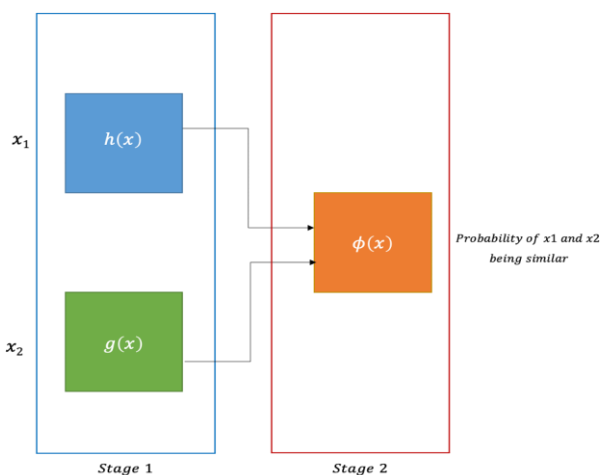 x₁
h(x)
ϕ(x)
Probability of x1 and x2
being similar
x₂
g(x)
Stage 1
Stage 2